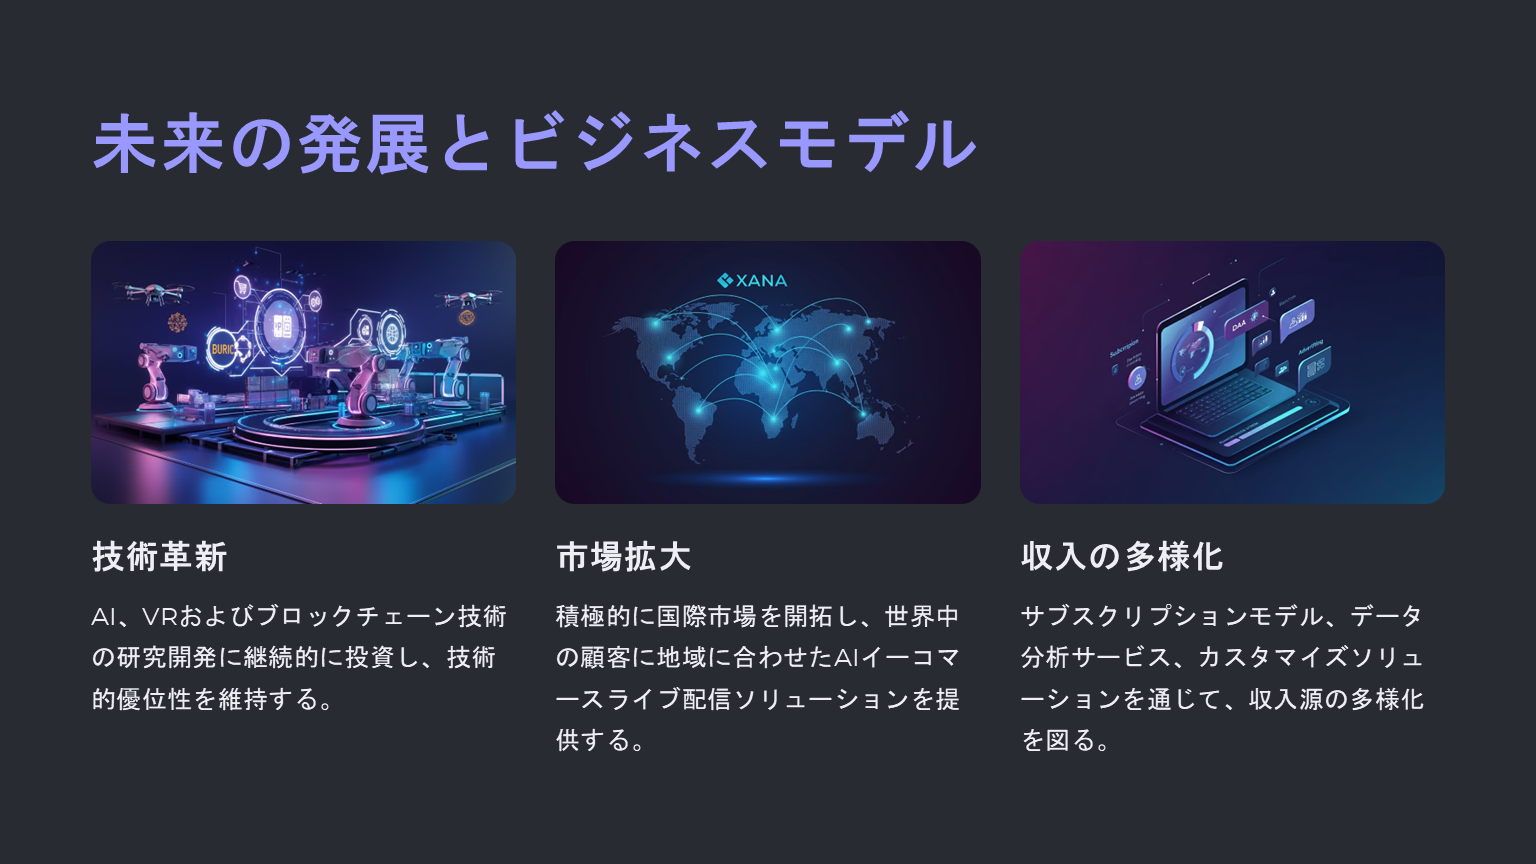 未来の発展とビジネスモデル
BURIC
XANA
DAA
Advertising
技術革新
AI、VRおよびブロックチェーン技術
の研究開発に継続的に投資し、技術
的優位性を維持する。
市場拡大
積極的に国際市場を開拓し、世界中
の顧客に地域に合わせたAIイーコマ
ースライブ配信ソリューションを提
供する。
収入の多様化
サブスクリプションモデル、データ
分析サービス、カスタマイズソリュ
ーションを通じて、収入源の多様化
を図る。